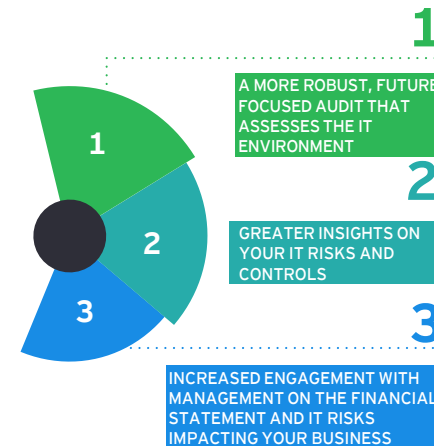 1
A MORE ROBUST, FUTURE
FOCUSED AUDIT THAT
ASSESSES THE IT
ENVIRONMENT
1
2
GREATER INSIGHTS ON
YOUR IT RISKS AND
CONTROLS
2
3
3
INCREASED ENGAGEMENT WITH
MANAGEMENT ON THE FINANCIAL
STATEMENT AND IT RISKS
IMPACTING YOUR BUSINESS